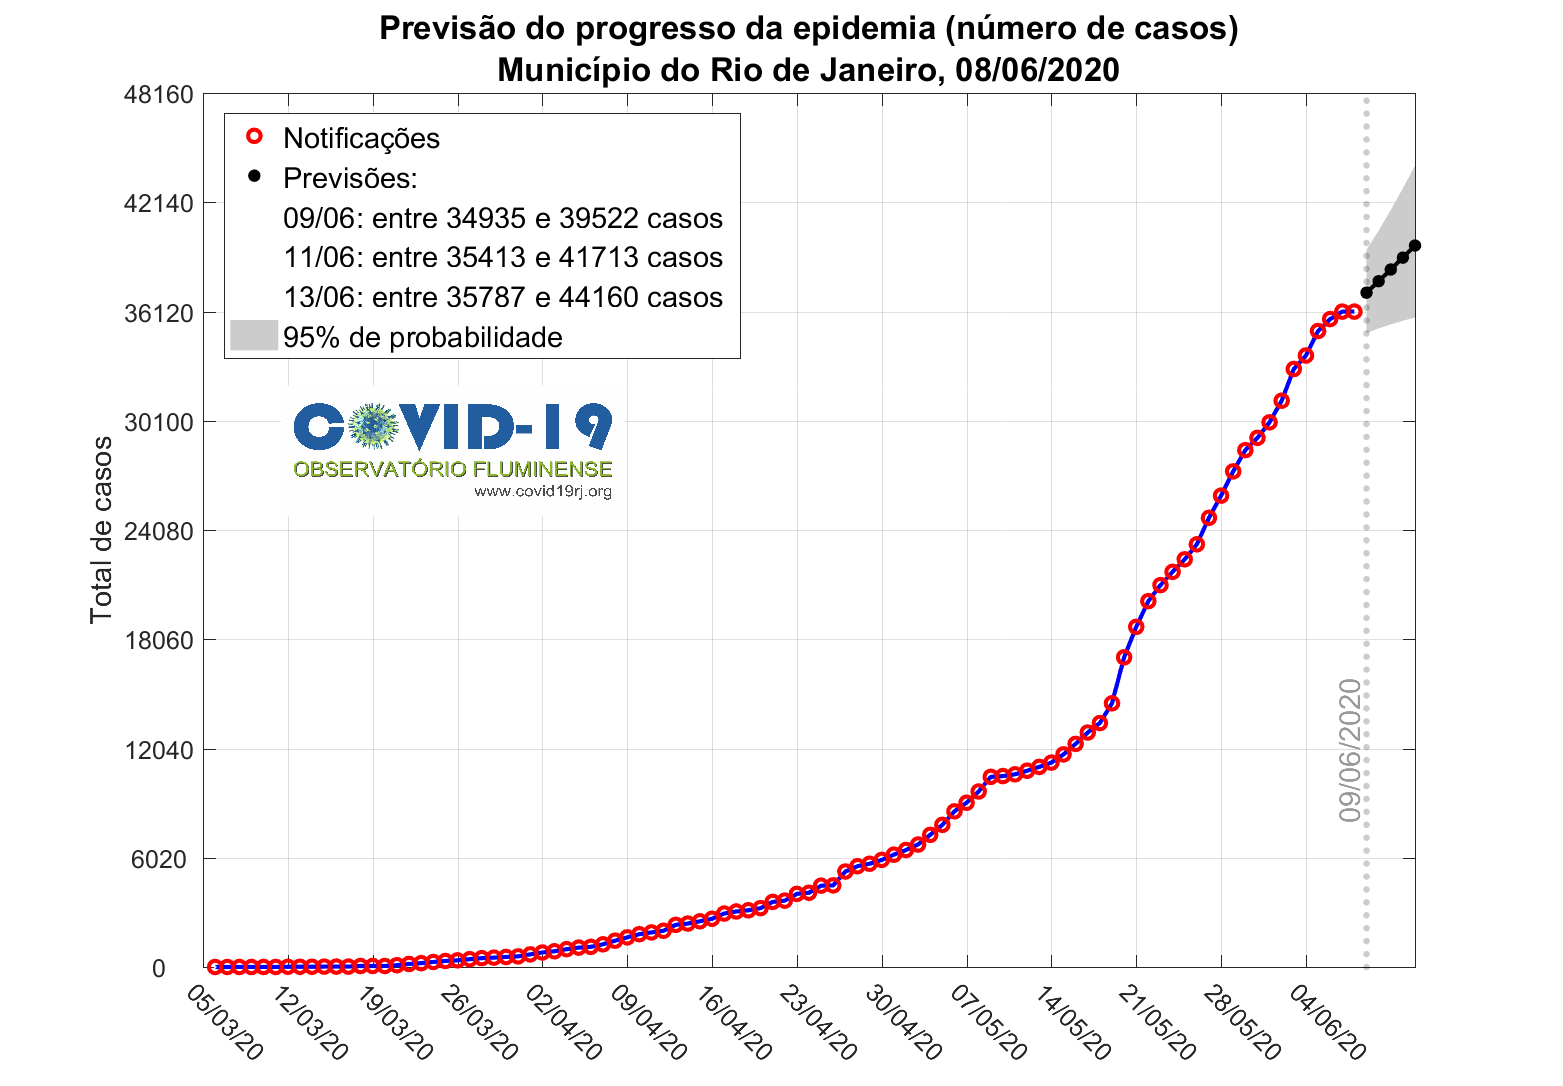 Previsão do progresso da epidemia (número de casos)
Município do Rio de Janeiro, 08/06/2020
48160
42140
36120
30100
24080
18060
12040
6020
0
Total de casos
Notificações
Previsões:
09/06: entre 34935 e 39522 casos
11/06: entre 35413 e 41713 casos
13/06: entre 35787 e 44160 casos
95% de probabilidade
COVID-19
OBSERVATÓRIO FLUMINENSE
www.covid19rj.org
09/06/2020
05/03/20
12/03/20
19/03/20
26/03/20
02/04/20
09/04/20
16/04/20
23/04/20
30/04/20
07/05/20
14/05/20
21/05/20
28/05/20
04/06/20